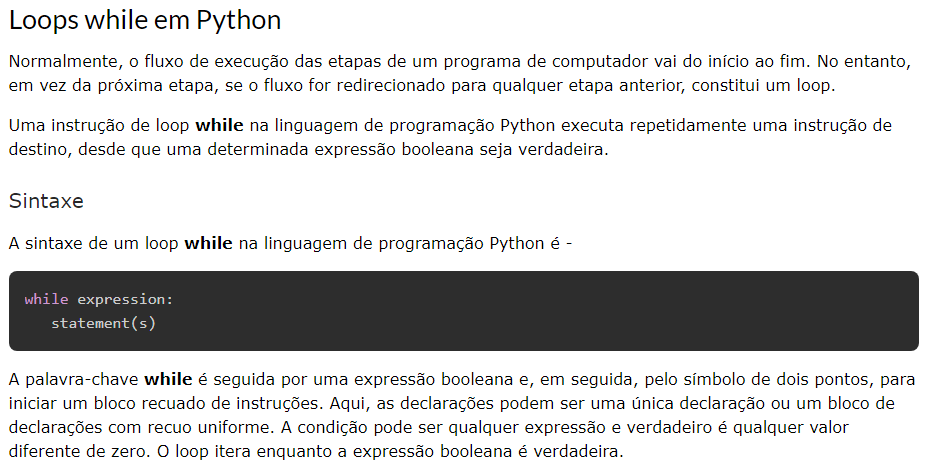 Loops while em Python
Normalmente, o fluxo de execução das etapas de um programa de computador vai do início ao fim. No entanto,
em vez da próxima etapa, se o fluxo for redirecionado para qualquer etapa anterior, constitui um loop.
Uma instrução de loop while na linguagem de programação Python executa repetidamente uma instrução de
destino, desde que uma determinada expressão booleana seja verdadeira.
Sintaxe
A sintaxe de um loop while na linguagem de programação Python é -
while expression:
   statement(s)
A palavra-chave while é seguida por uma expressão booleana e, em seguida, pelo símbolo de dois pontos, para
iniciar um bloco recuado de instruções. Aqui, as declarações podem ser uma única declaração ou um bloco de
declarações com recuo uniforme. A condição pode ser qualquer expressão e verdadeiro é qualquer valor
diferente de zero. O loop itera enquanto a expressão booleana é verdadeira.